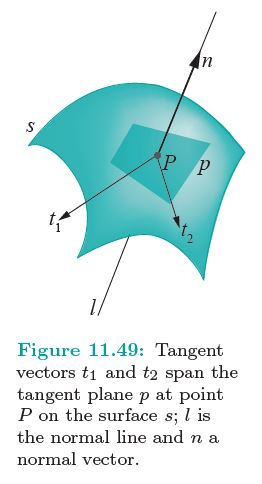 n
s
P
p
t1
t2
l
Figure 11.49: Tangent
vectors t1 and t2 span the
tangent plane p at point
P on the surface s; l is
the normal line and n a
normal vector.